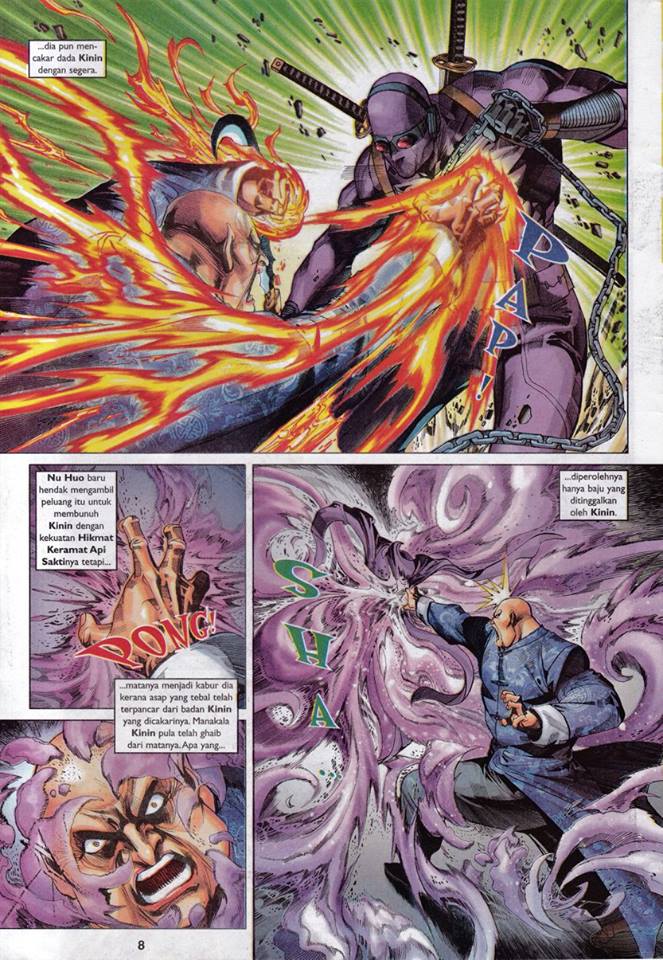 ...dia pun men-
cakar dada Kinin
dengan segera.
PAP!
Nu Huo baru
hendak mengambil
peluang itu untuk
membunuh
Kinin dengan
kekuatan Hikmat
Keramat Api
Saktinya tetapi...
PONG!
...matanya menjadi kabur dia
kerana asap yang tebal telah
terpancar dari badan Kinin
yang dicakarinya. Manakala
Kinin pula telah ghaib
dari matanya. Apa yang...
...diperolehnya
hanya baju yang
ditinggalkan
oleh Kinin.
SHA
8